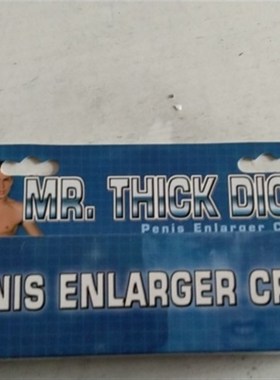 MR. THICK DIC
Penis Enlarger C
NIS ENLARGER CR